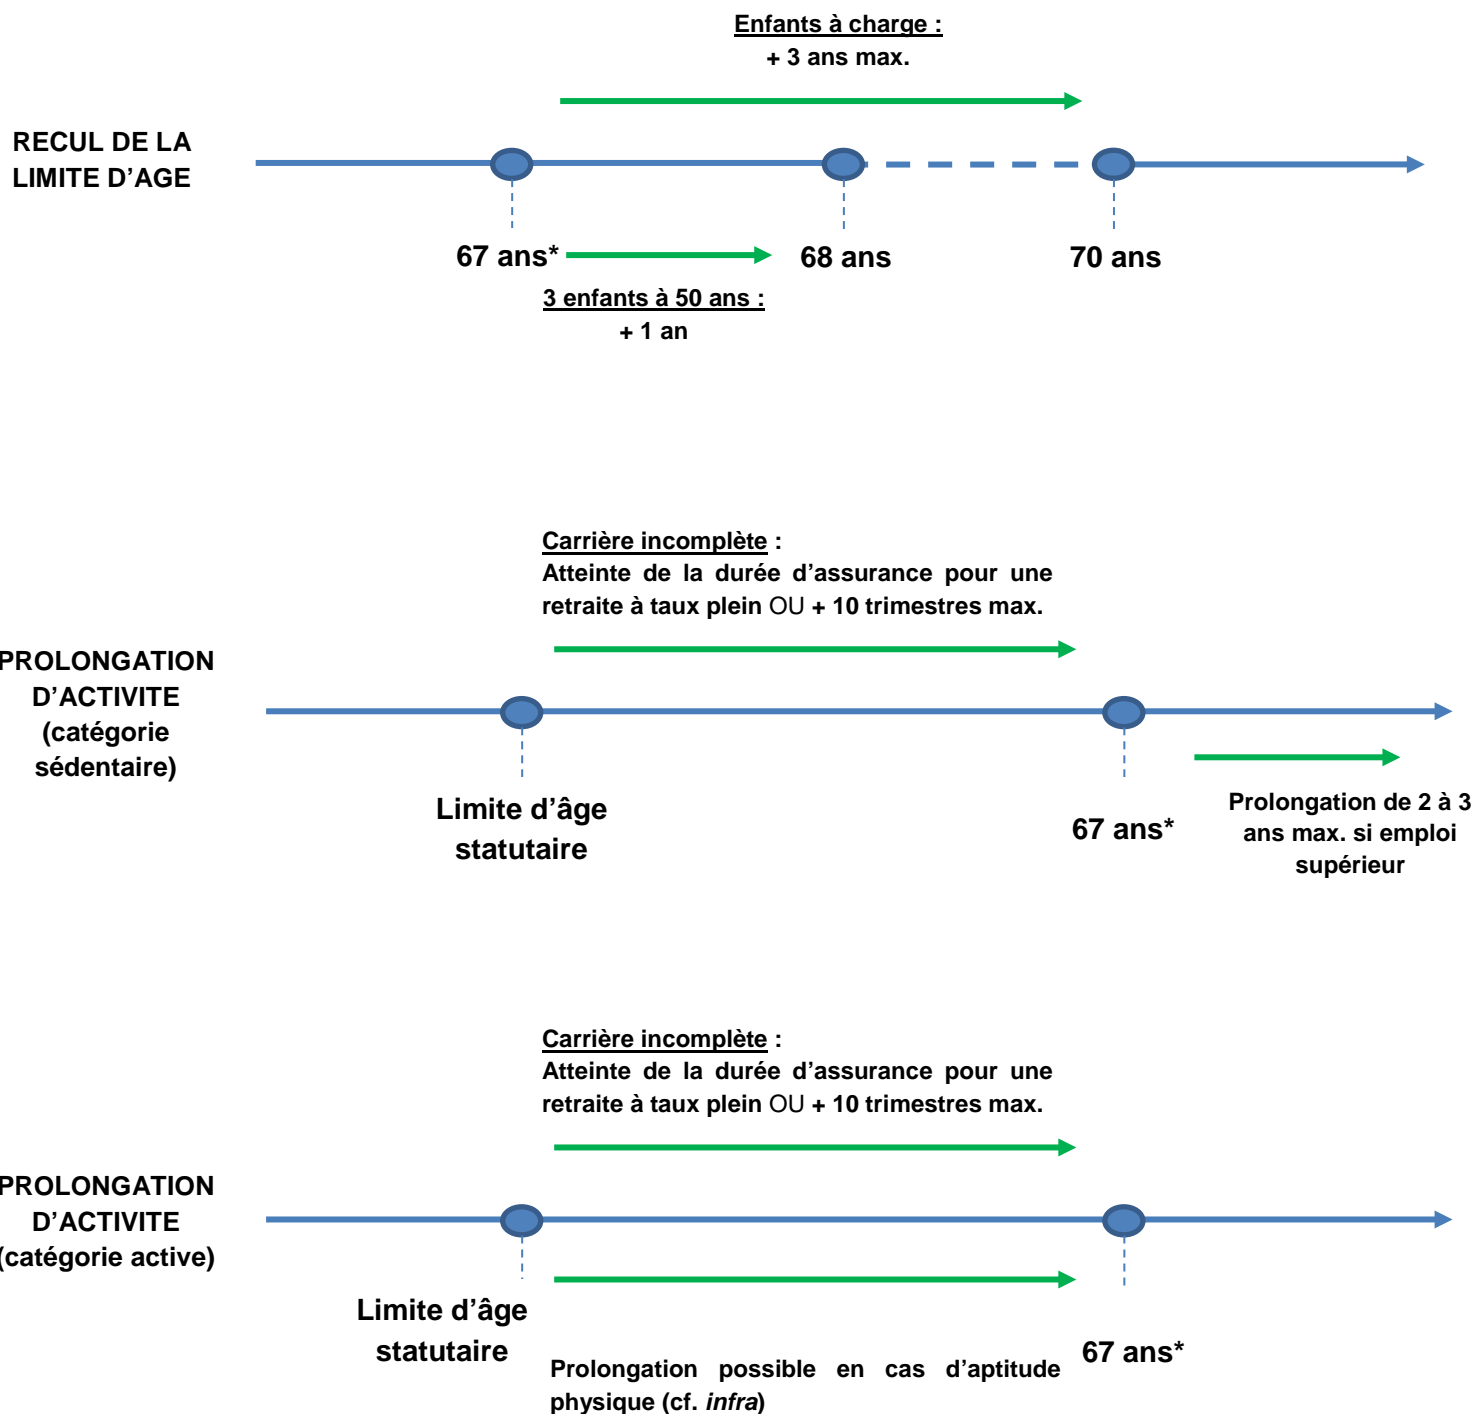 Enfants à charge :
+ 3 ans max.
RECUL DE LA
LIMITE D’AGE
67 ans*
68 ans
70 ans
3 enfants à 50 ans :
+ 1 an
Carrière incomplète :
Atteinte de la durée d’assurance pour une
retraite à taux plein OU + 10 trimestres max.
PROLONGATION
D’ACTIVITE
(catégorie
sédentaire)
Limite d’âge
statutaire
67 ans*
Prolongation de 2 à 3
ans max. si emploi
supérieur
Carrière incomplète :
Atteinte de la durée d’assurance pour une
retraite à taux plein OU + 10 trimestres max.
PROLONGATION
D’ACTIVITE
(catégorie active)
Limite d’âge
statutaire
67 ans*
Prolongation possible en cas d’aptitude
physique (cf. infra)